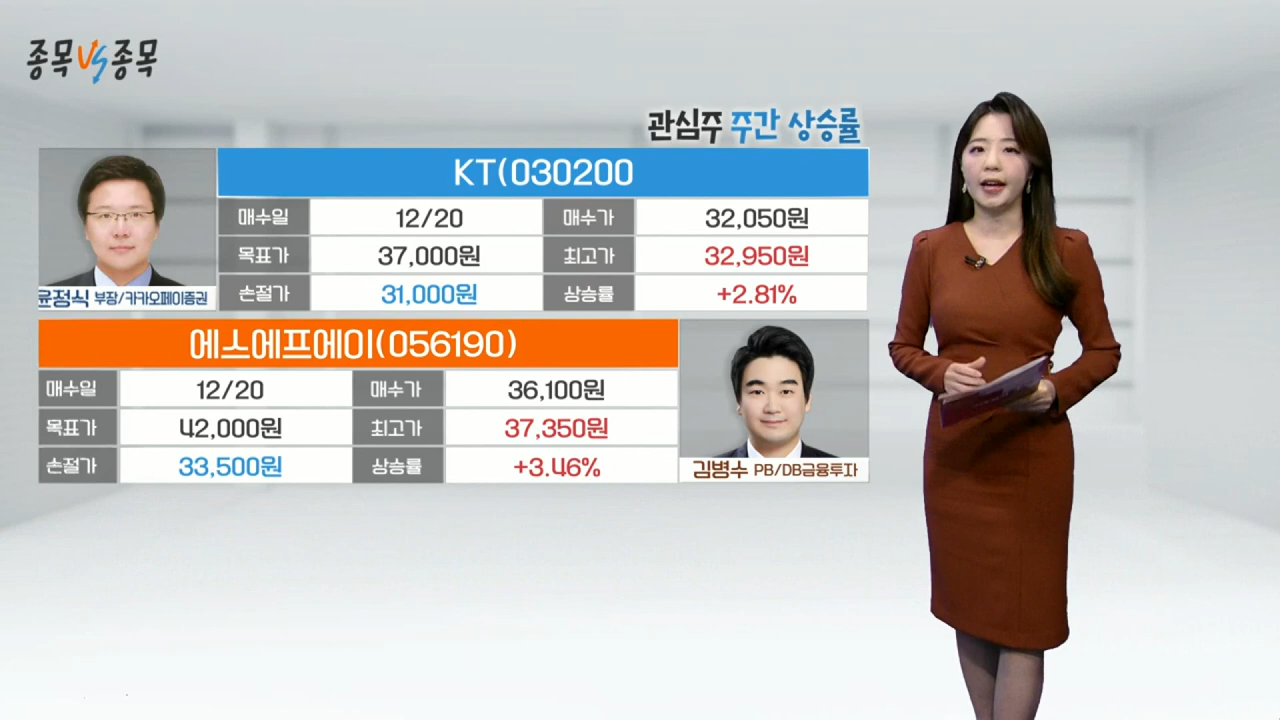 종목VS종목
관심주 주간 상승률
KT(030200
매수일 12/20 매수가 32,050원
목표가 37,000원 최고가 32,950원
손절가 31,000원 상승률 +2.81%
윤정식 부장/카카오페이증권
에스에프에이(056190)
매수일 12/20 매수가 36,100원
목표가 42,000원 최고가 37,350원
손절가 33,500원 상승률 +3.46%
김병수 PB/DB금융투자